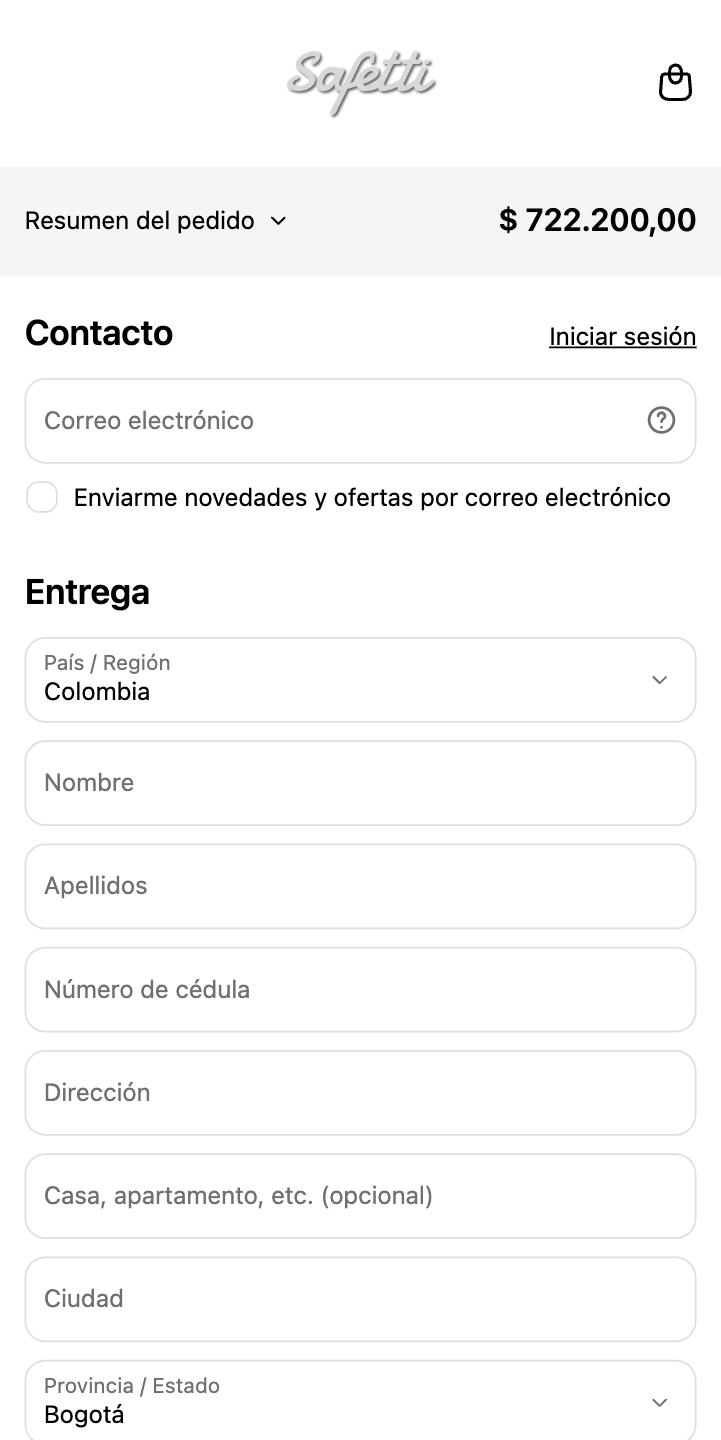 Safetti
Resumen del pedido
$ 722.200,00
Contacto
Iniciar sesión
Correo electrónico
Enviarme novedades y ofertas por correo electrónico
Entrega
País / Región
Colombia
Nombre
Apellidos
Número de cédula
Dirección
Casa, apartamento, etc. (opcional)
Ciudad
Provincia / Estado
Bogotá